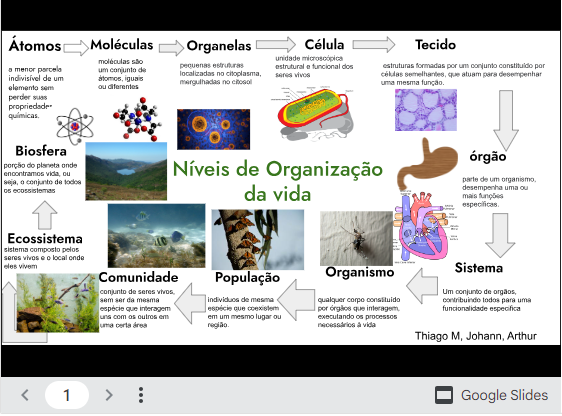 Átomos
a menor parcela
indivisível de um
elemento sem
perder suas
propriedades
químicas.
Moléculas
moléculas são
um conjunto de
átomos, iguais
ou diferentes
Organelas
pequenas estruturas
localizadas no citoplasma,
mergulhadas no citosol
Célula
unidade microscópica
estrutural e funcional dos
seres vivos
Tecido
estruturas formadas por um conjunto constituído por
células semelhantes, que atuam para desempenhar
uma mesma função.
órgão
parte de um organismo,
desempenha uma ou
mais funções
específicas.
Sistema
Um conjunto de orgãos,
contribuindo todos para uma
funcionalidade especifica
Organismo
qualquer corpo constituído
por órgãos que interagem,
executando os processos
necessários à vida
População
indivíduos de mesma
espécie que coexistem
em um mesmo lugar ou
região.
Comunidade
conjunto de seres vivos,
sem ser da mesma
espécie que interagem
uns com os outros em
uma certa área
Ecossistema
sistema composto pelos
seres vivos e o local onde
eles vivem
Biosfera
porção do planeta onde
encontramos vida, ou
seja, o conjunto de todos
os ecossistemas
Níveis de Organização
da vida
Thiago M, Johann, Arthur
1
Google Slides